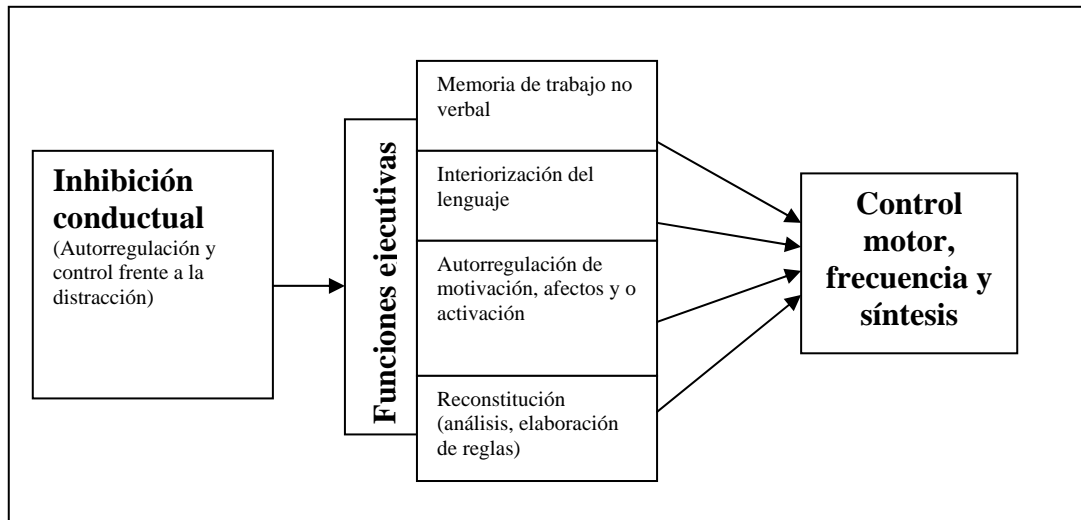 Inhibición
conductual
(Autorregulación y
control frente a la
distracción)
Funciones ejecutivas
Memoria de trabajo no
verbal
Interiorización del
lenguaje
Autorregulación de
motivación, afectos y o
activación
Reconstitución
(análisis, elaboración
de reglas)
Control
motor,
frecuencia y
síntesis